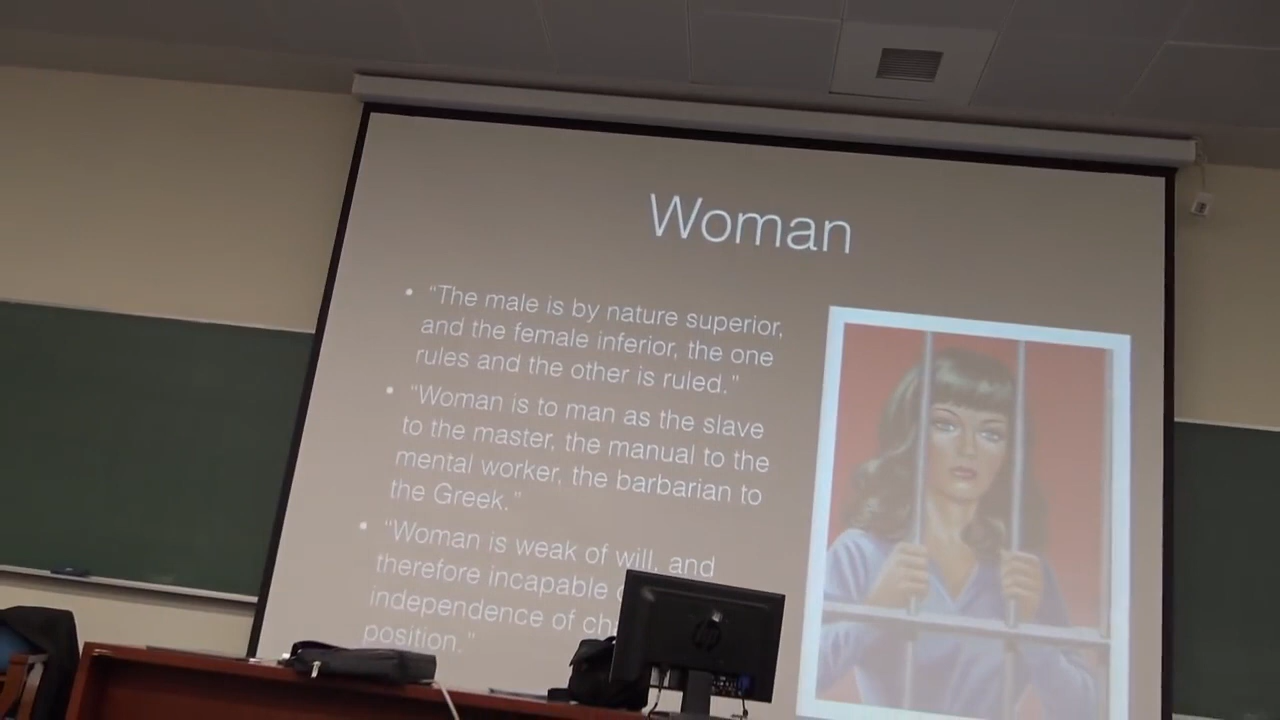 Woman
• "The male is by nature superior,
and the female inferior, the one
rules and the other is ruled."
• "Woman is to man as the slave
to the master, the manual to the
mental worker, the barbarian to
the Greek."
• "Woman is weak of will, and
therefore incapable
independence of
position."
hp